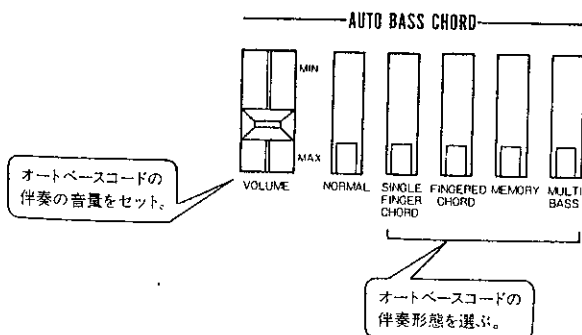 AUTO BASS CHORD
MIN
MAX
VOLUME
NORMAL
SINGLE
FINGER
CHORD
FINGERED
CHORD
MEMORY
MULTI
BASS
オートベースコードの
伴奏の音量をセット。
オートベースコードの
伴奏形態を選ぶ。